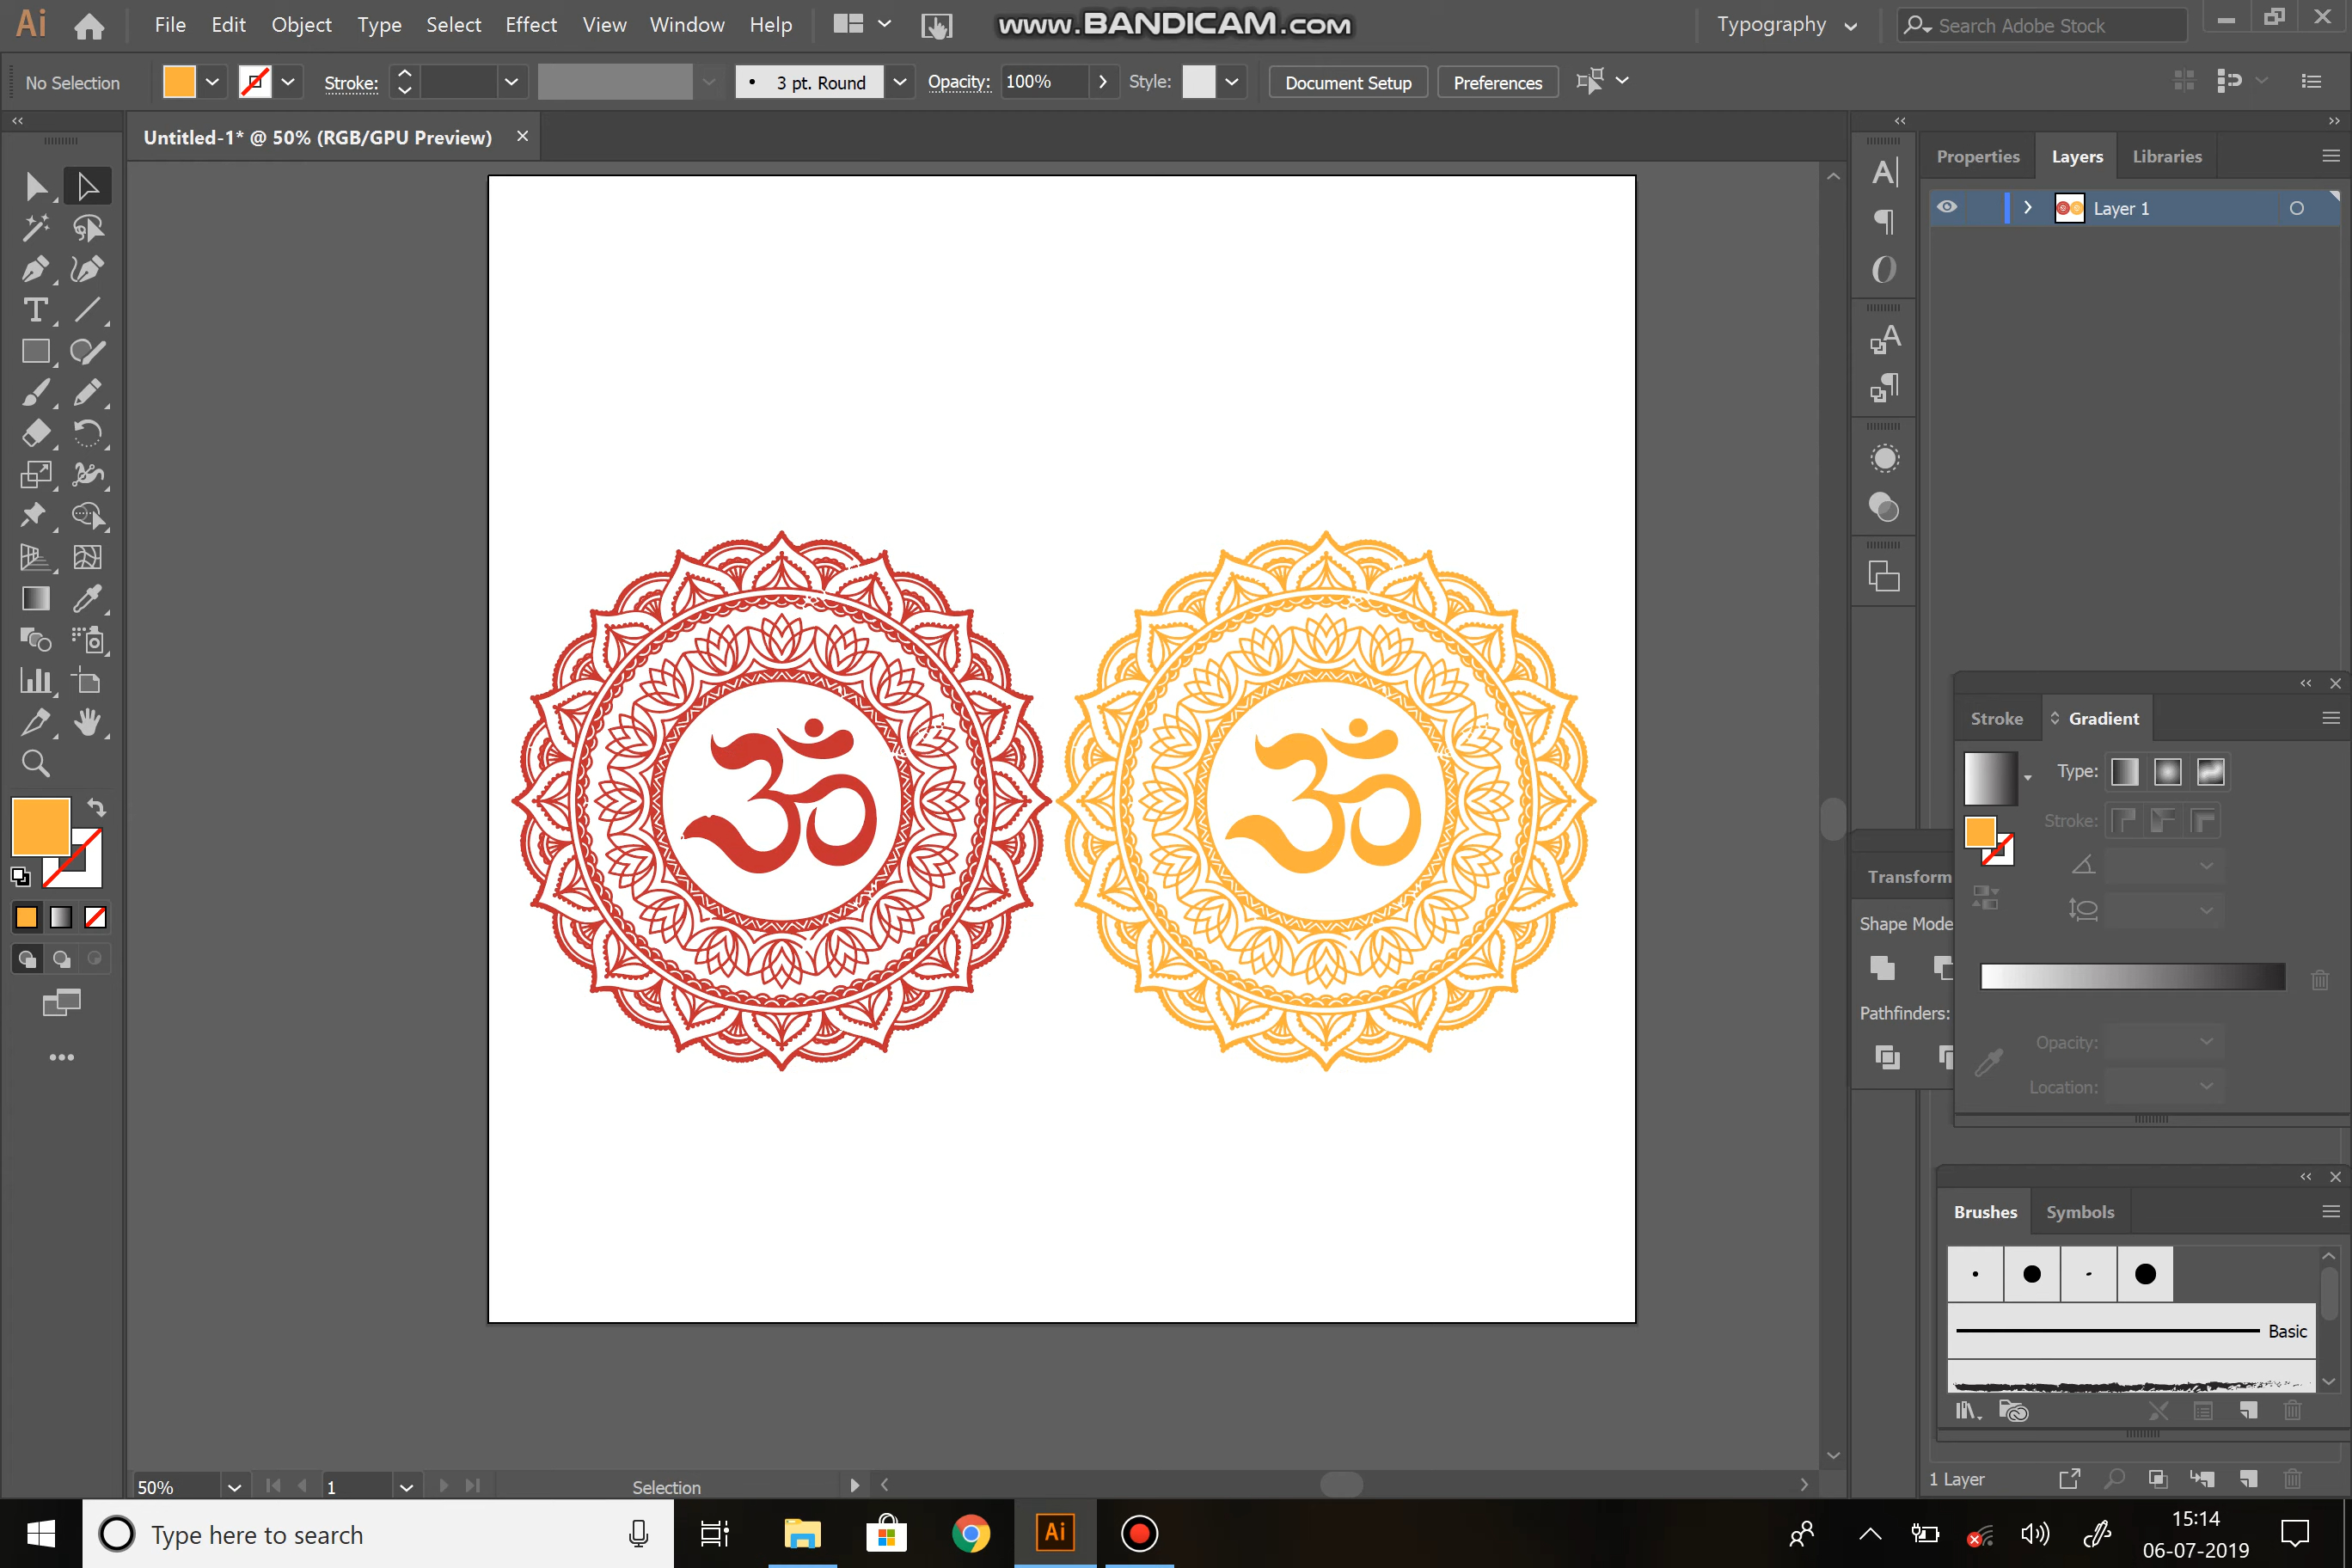 Ai File Edit Object Type Select Effect View Window Help www.BANDICAM.com Typography Search Adobe Stock
No Selection Stroke: 3 pt. Round Opacity: 100% Style: Document Setup Preferences
Untitled-1* @ 50% (RGB/GPU Preview)
Properties Layers Libraries
Layer 1
ॐ ॐ
Stroke Gradient
Type:
Stroke:
Transform
Shape Mode
Pathfinders:
Opacity:
Location:
Brushes Symbols
Basic
50% 1 Selection
1 Layer
Type here to search
Ai
15:14
06-07-2019